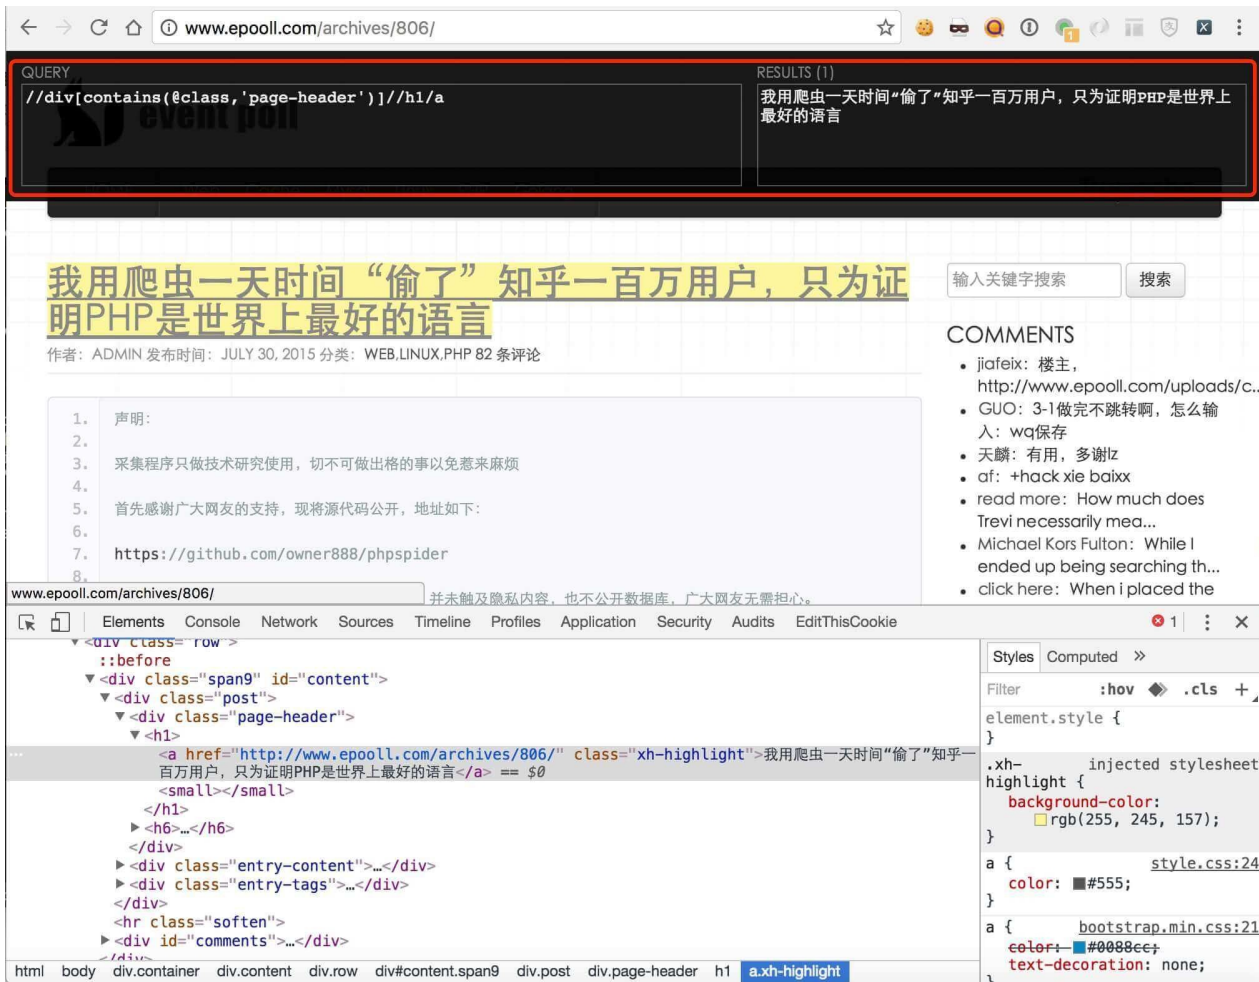 www.epooll.com/archives/806/
1
QUERY
//div[contains(@class,'page-header')]//h1/a
RESULTS (1)
我用爬虫一天时间“偷了”知乎一百万用户，只为证明PHP是世界上
最好的语言
event poll
我用爬虫一天时间“偷了”知乎一百万用户，只为证
明PHP是世界上最好的语言
作者：ADMIN 发布时间：JULY 30, 2015 分类：WEB,LINUX,PHP 82 条评论
1. 声明：
2.
3. 采集程序只做技术研究使用，切不可做出格的事以免惹来麻烦
4.
5. 首先感谢广大网友的支持，现将源代码公开，地址如下：
6.
7. https://github.com/owner888/phpspider
8.
并未触及隐私内容，也不公开数据库，广大网友无需担心。
www.epooll.com/archives/806/
输入关键字搜索
搜索
COMMENTS
• jiafeix：楼主，
http://www.epooll.com/uploads/c...
• GUO：3-1做完不跳转啊，怎么输
入：wq保存
• 天麟：有用，多谢lz
• af：+hack xie baixx
• read more：How much does
Trevi necessarily mea...
• Michael Kors Fulton：While I
ended up being searching th...
• click here：When i placed the
Elements Console Network Sources Timeline Profiles Application Security Audits EditThisCookie
1
▼<div class="row">
::before
▼<div class="span9" id="content">
▼<div class="post">
▼<div class="page-header">
▼<h1>
... <a href="http://www.epooll.com/archives/806/" class="xh-highlight">我用爬虫一天时间“偷了”知乎一
百万用户，只为证明PHP是世界上最好的语言</a> == $0
<small></small>
</h1>
▶<h6>…</h6>
</div>
▶<div class="entry-content">…</div>
▶<div class="entry-tags">…</div>
</div>
<hr class="soften">
▶<div id="comments">…</div>
</div>
html body div.container div.content div.row div#content.span9 div.post div.page-header h1 a.xh-highlight
Styles Computed »
Filter :hov .cls +
element.style {
}
.xh- injected stylesheet
highlight {
background-color:
rgb(255, 245, 157);
}
a { style.css:24
color: #555;
}
a { bootstrap.min.css:21
color: #0088cc;
text-decoration: none;
}